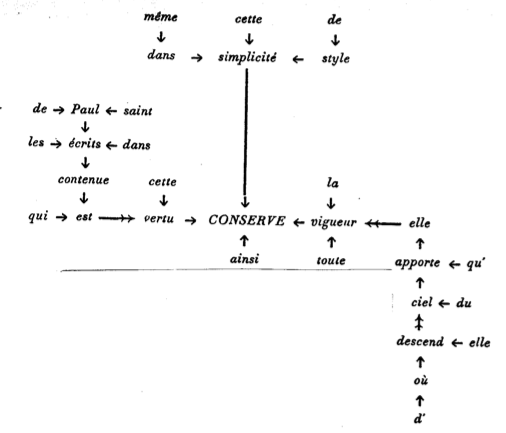 même cette de
dans → simplicité ← style
de → Paul ← saint
les → écrits ← dans
contenue cette la
qui → est →→ vertu → CONSERVE ← vigueur ←← elle
ainsi toute apporte ← qu'
ciel ← du
descend ← elle
où
d'